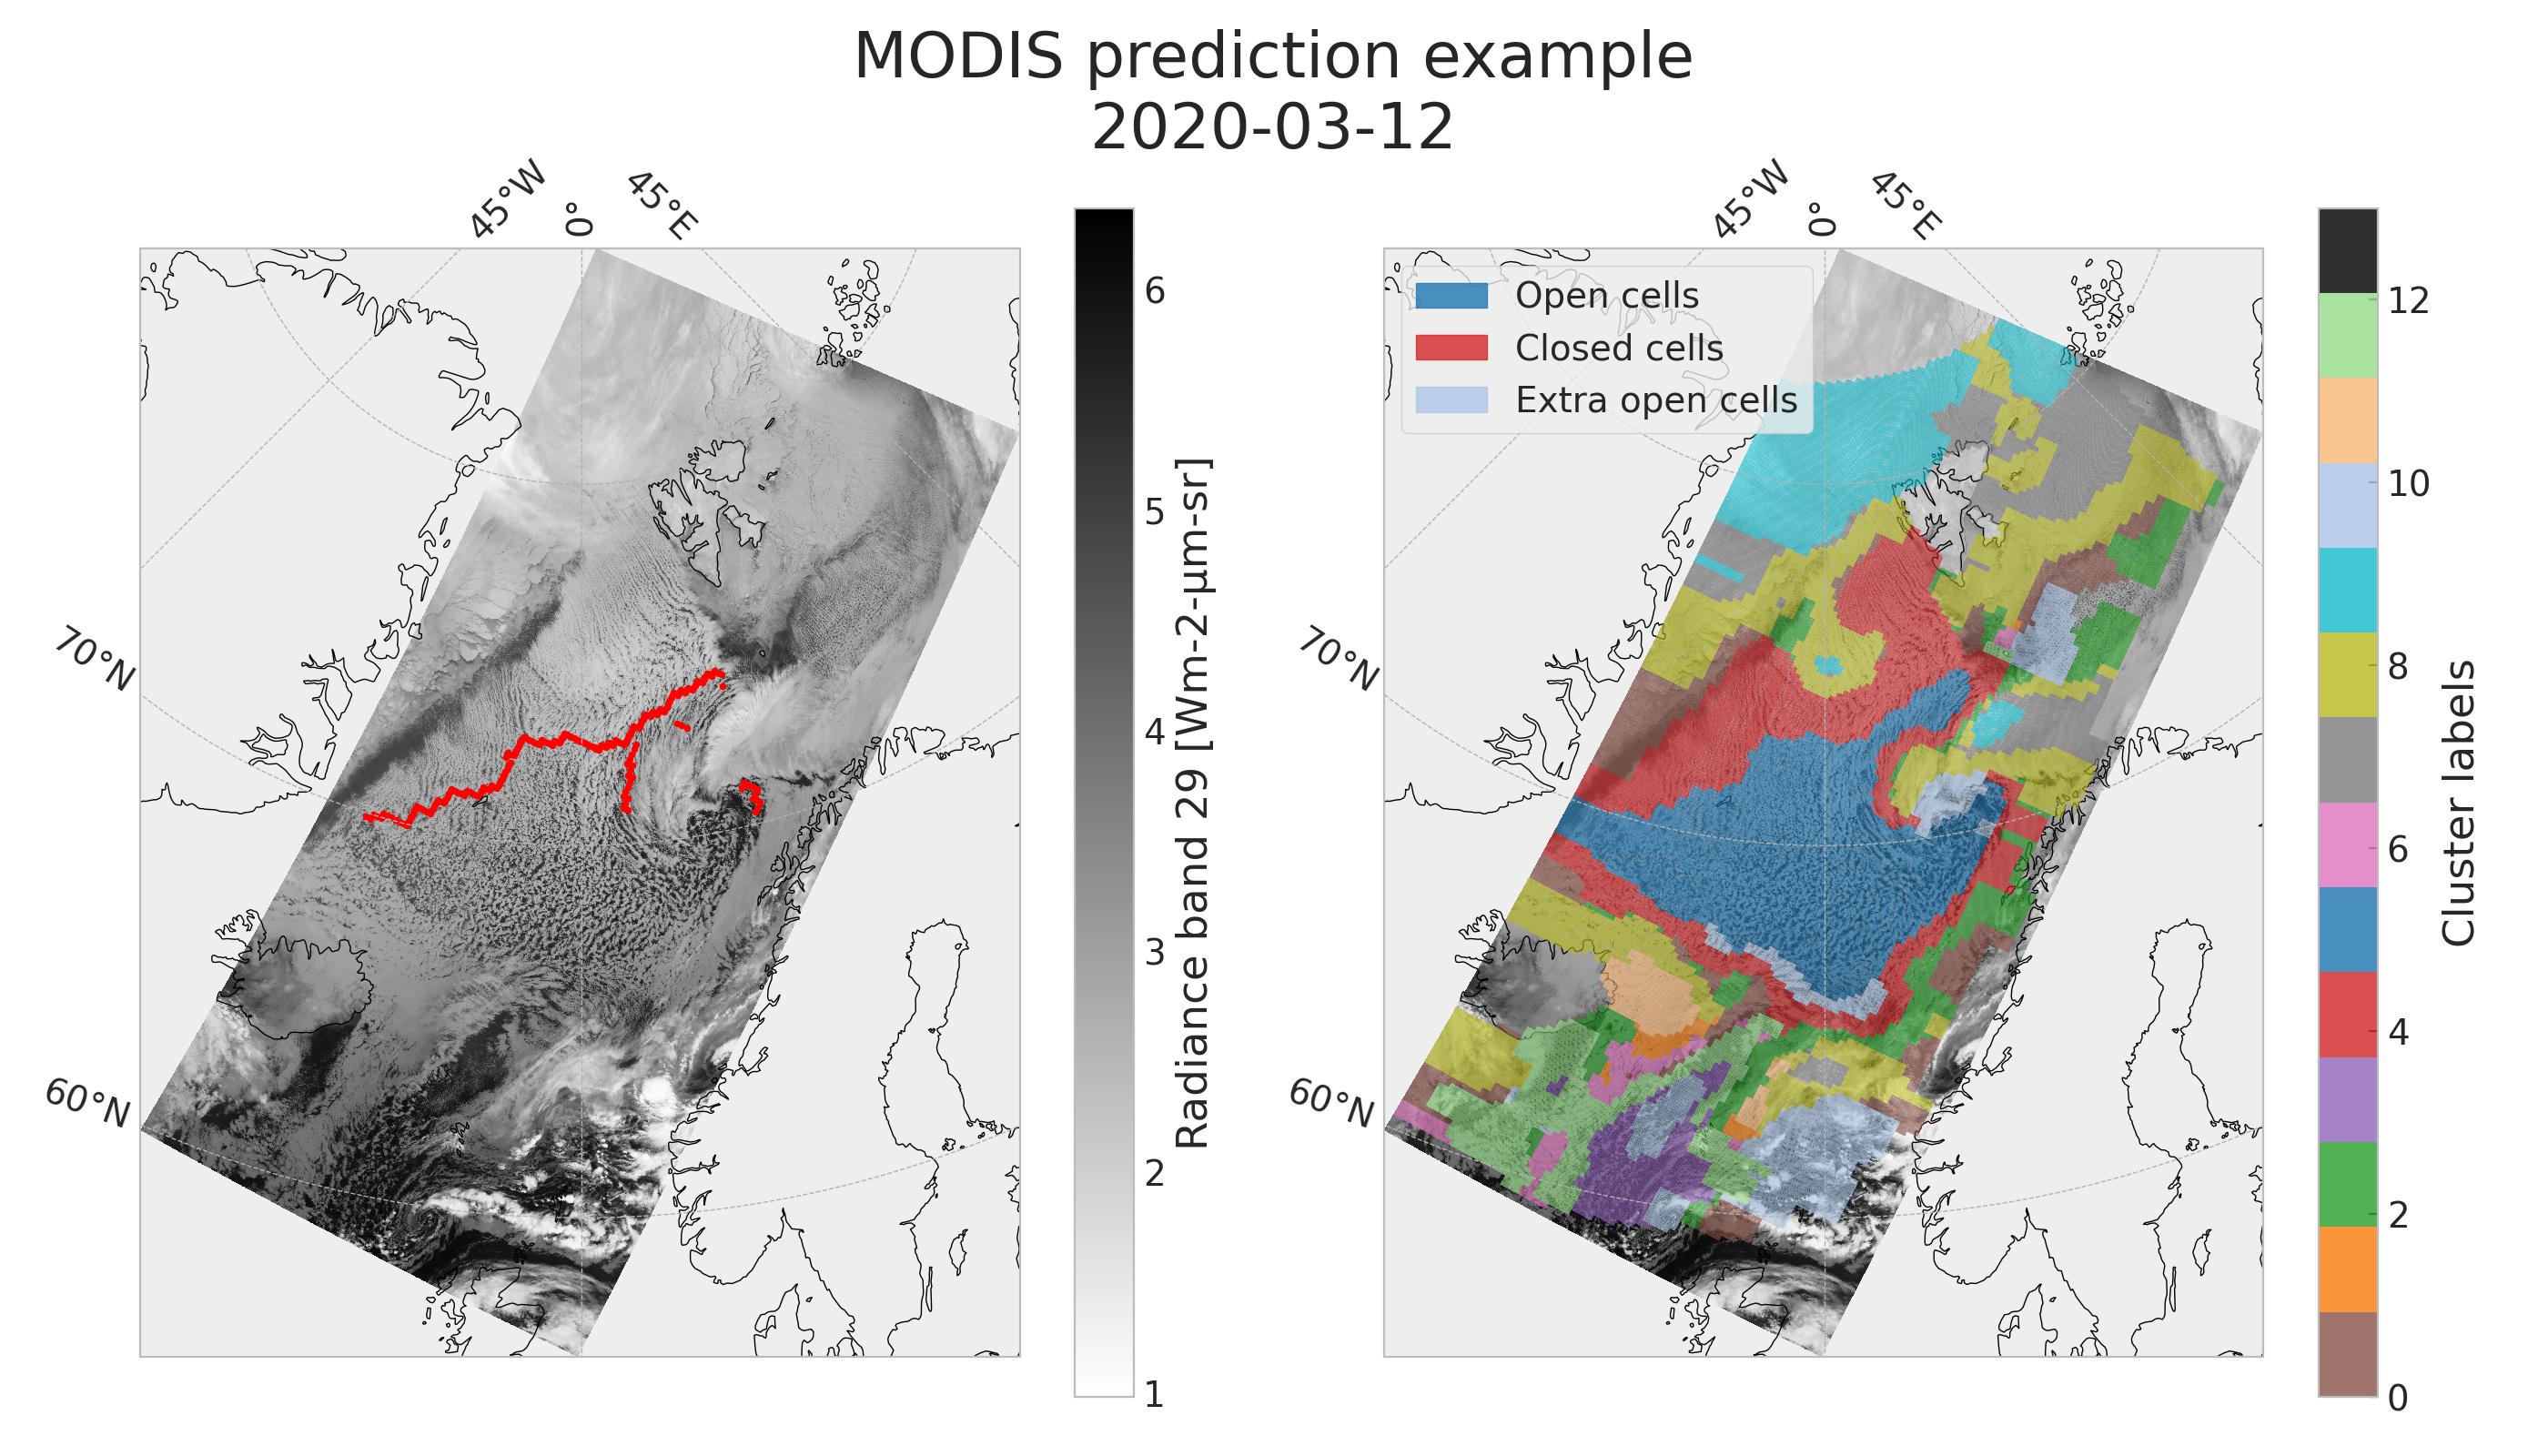 MODIS prediction example
2020-03-12
45°W
0°
45°E
70°N
60°N
6
5
4
3
2
1
Radiance band 29 [Wm-2-µm-sr]
45°W
0°
45°E
Open cells
Closed cells
Extra open cells
70°N
60°N
12
10
8
6
4
2
0
Cluster labels